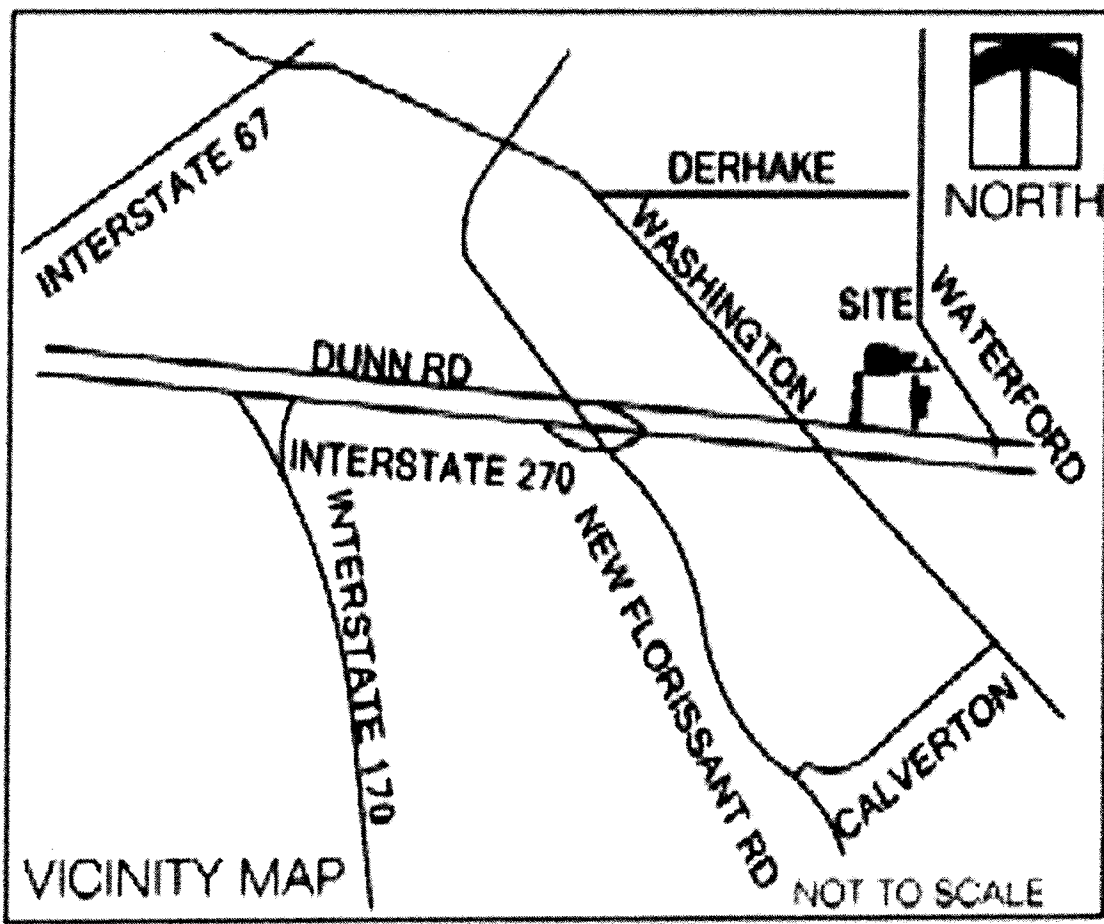 DERHAKE
NORTH
INTERSTATE 67
WASHINGTON
SITE
WATERFORD
DUNN RD
INTERSTATE 270
INTERSTATE 170
NEW FLORISSANT RD
CALVERTON
VICINITY MAP
NOT TO SCALE